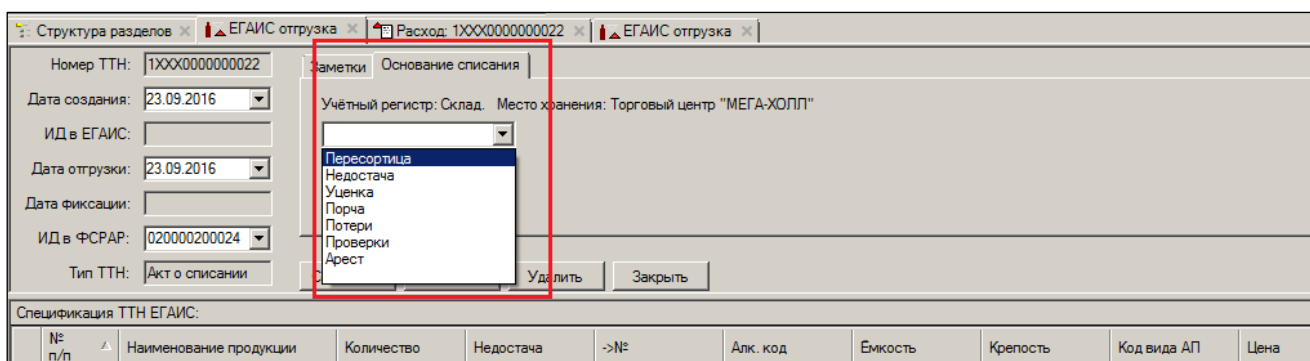 Структура разделов ЕГАИС отгрузка Расход: 1XXX0000000022 ЕГАИС отгрузка
Номер ТТН: 1XXX0000000022
Заметки Основание списания
Дата создания: 23.09.2016
Учётный регистр: Склад. Место хранения: Торговый центр "МЕГА-ХОЛЛ"
ИД в ЕГАИС:
Пересортица
Дата отгрузки: 23.09.2016
Недостача
Уценка
Дата фиксации:
Порча
Потери
ИД в ФСРАР: 020000200024
Проверки
Арест
Тип ТТН: Акт о списании
Удалить Закрыть
Спецификация ТТН ЕГАИС:
№ п/п Наименование продукции Количество Недостача ->№ Алк. код Ёмкость Крепость Код вида АП Цена